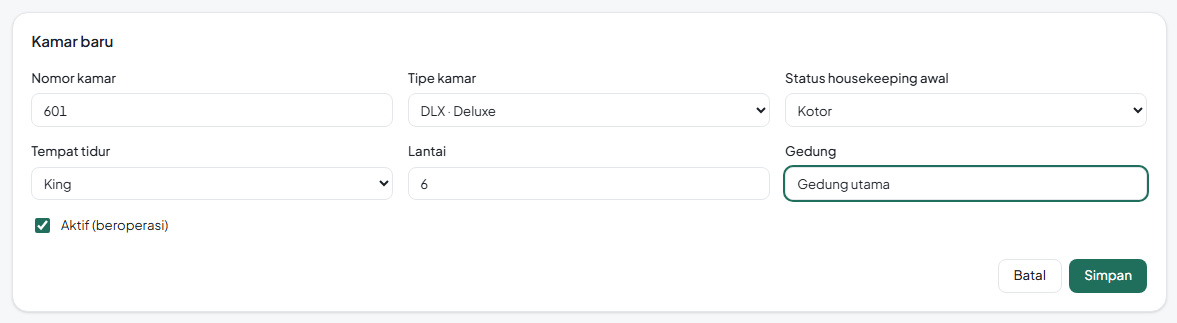 Kamar baru
Nomor kamar
Tipe kamar
Status housekeeping awal
601
DLX · Deluxe
Kotor
Tempat tidur
Lantai
Gedung
King
6
Gedung utama
Aktif (beroperasi)
Batal
Simpan